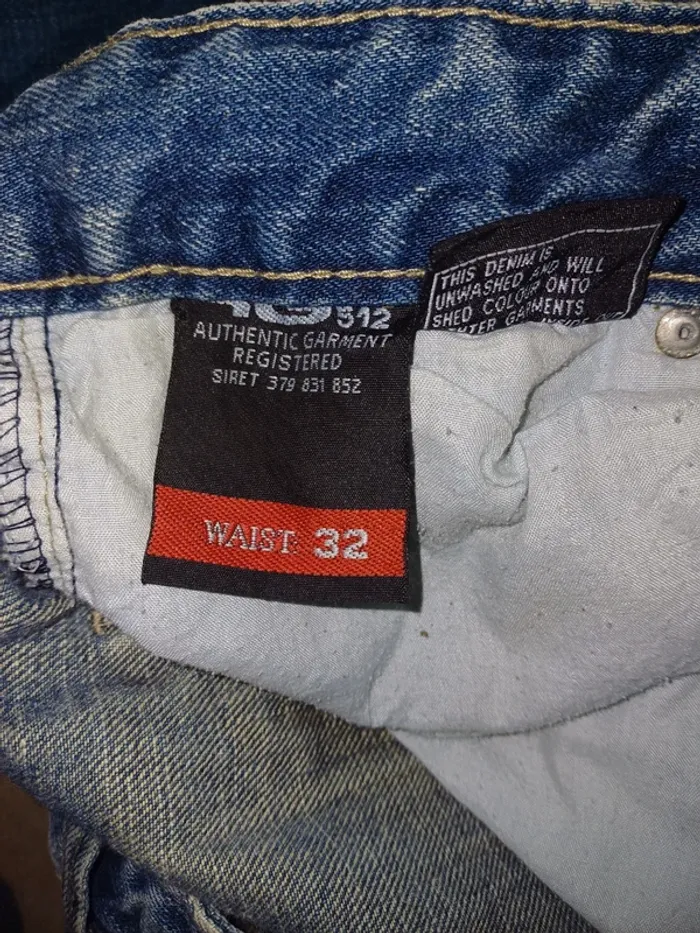 512
AUTHENTIC GARMENT
REGISTERED
SIRET 379 831 852
WAIST 32
THIS DENIM IS
UNWASHED AND WILL
SHED COLOUR ONTO
GARMENTS